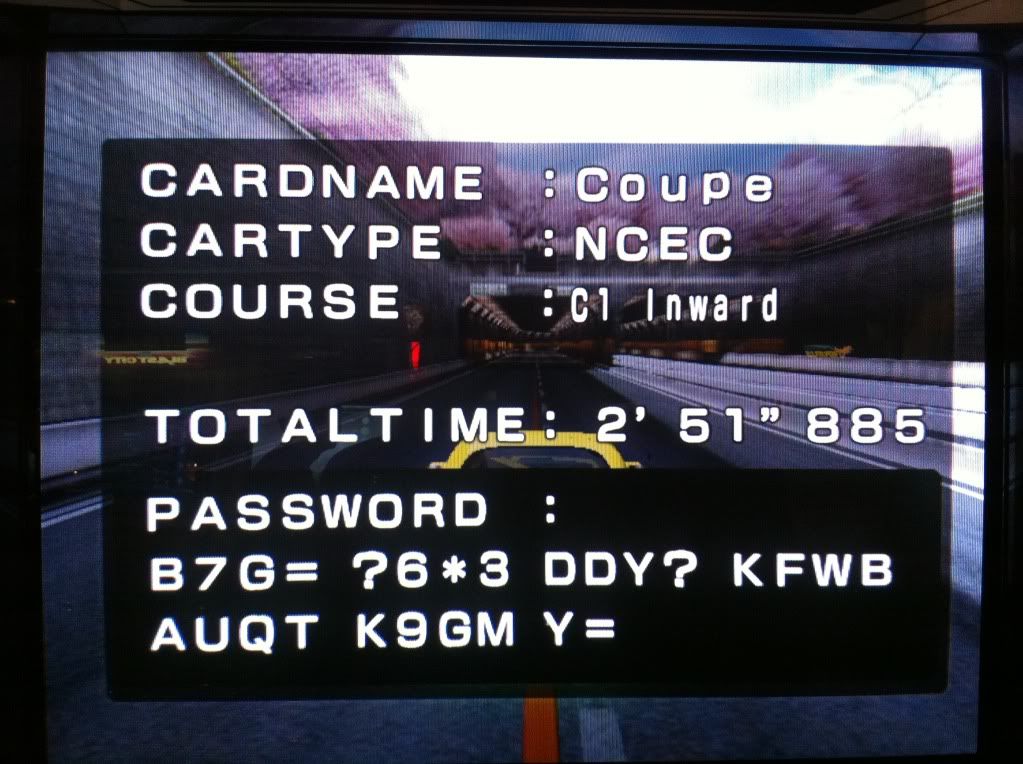 CARDNAME : Coupe
CARTYPE : NCEC
COURSE : C1 Inward
TOTALTIME: 2’ 51” 885
PASSWORD :
B7G= ?6*3 DDY? KFWB
AUQT K9GM Y=